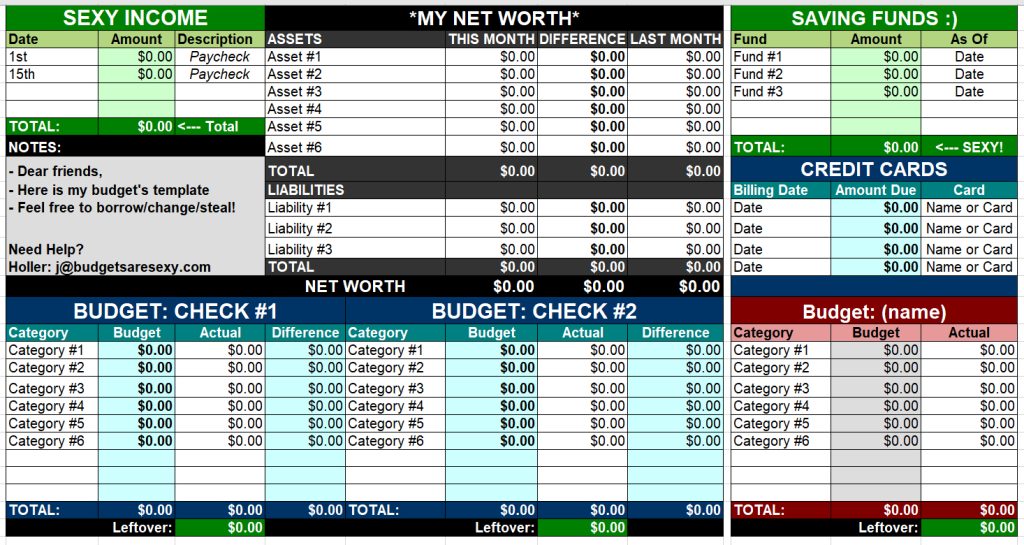 SEXY INCOME
Date Amount Description
1st $0.00 Paycheck
15th $0.00 Paycheck
TOTAL: $0.00 <--- Total
NOTES:
- Dear friends,
- Here is my budget's template
- Feel free to borrow/change/steal!
Need Help?
Holler: j@budgetsaresexy.com
*MY NET WORTH*
ASSETS THIS MONTH DIFFERENCE LAST MONTH
Asset #1 $0.00 $0.00 $0.00
Asset #2 $0.00 $0.00 $0.00
Asset #3 $0.00 $0.00 $0.00
Asset #4 $0.00 $0.00 $0.00
Asset #5 $0.00 $0.00 $0.00
Asset #6 $0.00 $0.00 $0.00
TOTAL $0.00 $0.00 $0.00
LIABILITIES
Liability #1 $0.00 $0.00 $0.00
Liability #2 $0.00 $0.00 $0.00
Liability #3 $0.00 $0.00 $0.00
TOTAL $0.00 $0.00 $0.00
NET WORTH $0.00 $0.00 $0.00
SAVING FUNDS :)
Fund Amount As Of
Fund #1 $0.00 Date
Fund #2 $0.00 Date
Fund #3 $0.00 Date
TOTAL: $0.00 <--- SEXY!
CREDIT CARDS
Billing Date Amount Due Card
Date $0.00 Name or Card
Date $0.00 Name or Card
Date $0.00 Name or Card
Date $0.00 Name or Card
BUDGET: CHECK #1
Category Budget Actual Difference
Category #1 $0.00 $0.00 $0.00
Category #2 $0.00 $0.00 $0.00
Category #3 $0.00 $0.00 $0.00
Category #4 $0.00 $0.00 $0.00
Category #5 $0.00 $0.00 $0.00
Category #6 $0.00 $0.00 $0.00
TOTAL: $0.00 $0.00 $0.00
Leftover: $0.00
BUDGET: CHECK #2
Category Budget Actual Difference
Category #1 $0.00 $0.00 $0.00
Category #2 $0.00 $0.00 $0.00
Category #3 $0.00 $0.00 $0.00
Category #4 $0.00 $0.00 $0.00
Category #5 $0.00 $0.00 $0.00
Category #6 $0.00 $0.00 $0.00
TOTAL: $0.00 $0.00 $0.00
Leftover: $0.00
Budget: (name)
Category Budget Actual
Category #1 $0.00 $0.00
Category #2 $0.00 $0.00
Category #3 $0.00 $0.00
Category #4 $0.00 $0.00
Category #5 $0.00 $0.00
Category #6 $0.00 $0.00
TOTAL: $0.00 $0.00
Leftover: $0.00